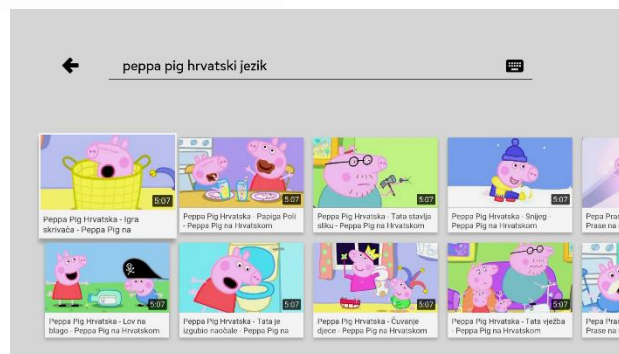 peppa pig hrvatski jezik
5:07
5:07
5:07
5:07
Peppa Pig Hrvatska - Igra
skrivača - Peppa Pig na
Peppa Pig Hrvatska - Papiga Poli
- Peppa Pig na Hrvatskom
Peppa Pig Hrvatska - Tata stavlja
sliku - Peppa Pig na Hrvatskom
Peppa Pig Hrvatska - Snijeg -
Peppa Pig na Hrvatskom
Pepa Pras
Prase na
5:07
5:07
5:07
5:07
Peppa Pig Hrvatska - Lov na
blago - Peppa Pig na Hrvatskom
Peppa Pig Hrvatska - Tata je
izgubio naočale - Peppa Pig na
Peppa Pig Hrvatska - Čuvanje
djece - Peppa Pig na Hrvatskom
Peppa Pig Hrvatska - Tata vježba
- Peppa Pig na Hrvatskom
Pepa Pras
Prase na